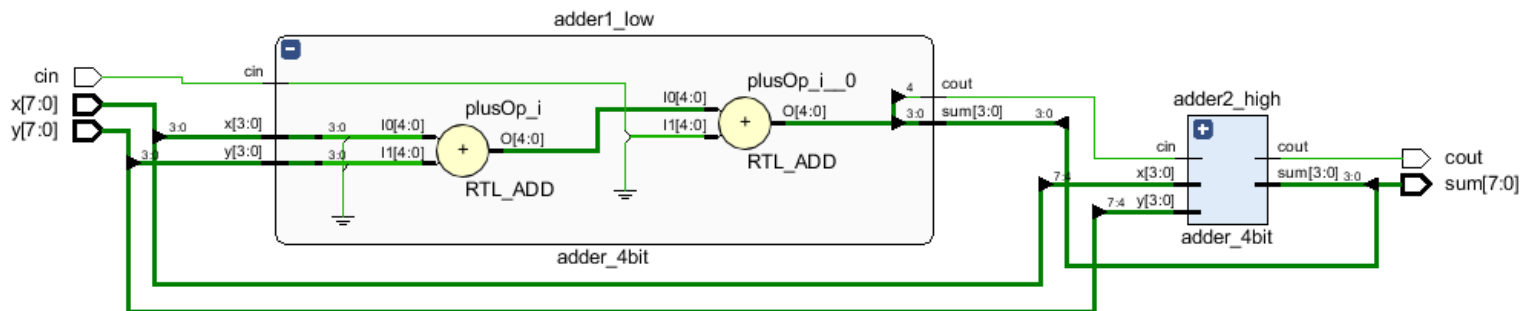 adder1_low
cin
x[7:0]
y[7:0]
cin
3:0
x[3:0]
3:0
y[3:0]
3:0
3:0
plusOp_i
I0[4:0]
I1[4:0]
+
O[4:0]
RTL_ADD
plusOp_i__0
I0[4:0]
I1[4:0]
+
O[4:0]
RTL_ADD
4
cout
3:0
sum[3:0]
3:0
adder_4bit
adder2_high
cin
7:4
x[3:0]
7:4
y[3:0]
cout
sum[3:0]
3:0
adder_4bit
cout
sum[7:0]